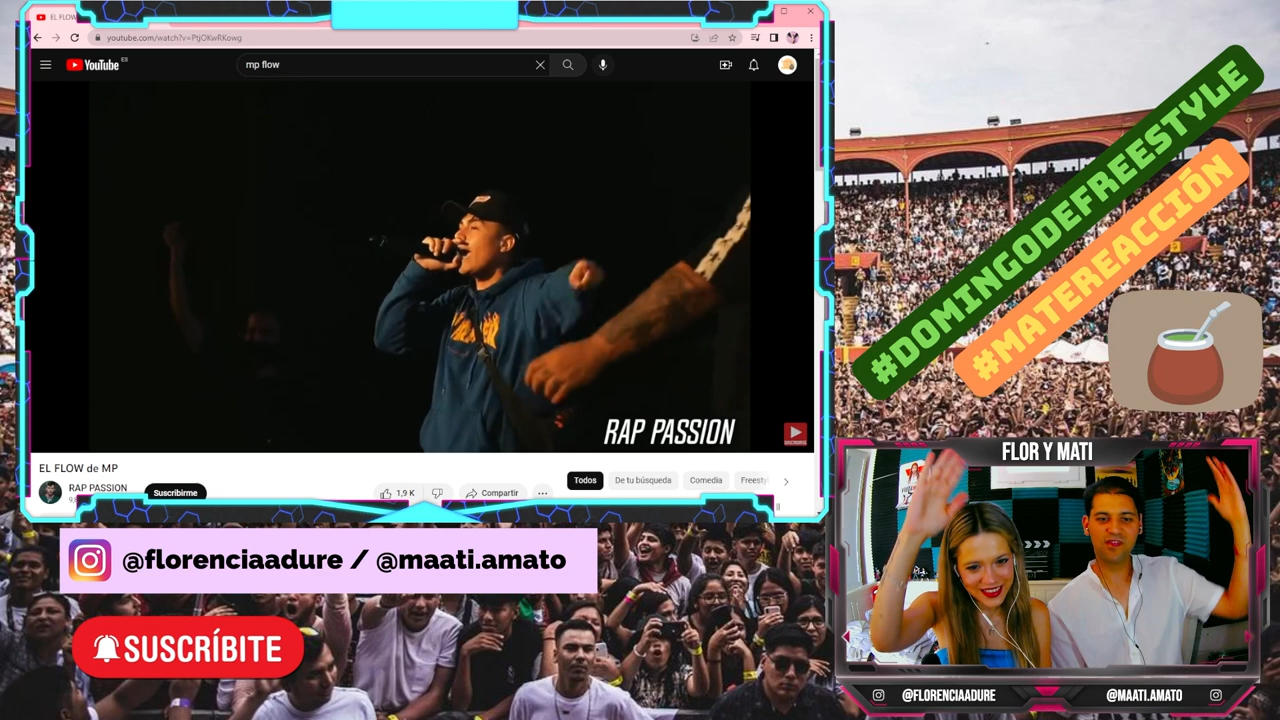 EL FLOW
youtube.com/watch?v=PtjOKwRKowg
YouTube ES
mp flow
RAP PASSION
SUSCRIBIRSE
EL FLOW de MP
RAP PASSION
Suscribirme
1,9 K
Compartir
Todos
De tu búsqueda
Comedia
Freesty
#DOMINGODEFREESTYLE
#MATEREACCIÓN
FLOR Y MATI
@florenciaadure / @maati.amato
SUSCRÍBITE
@FLORENCIAADURE
@MAATI.AMATO